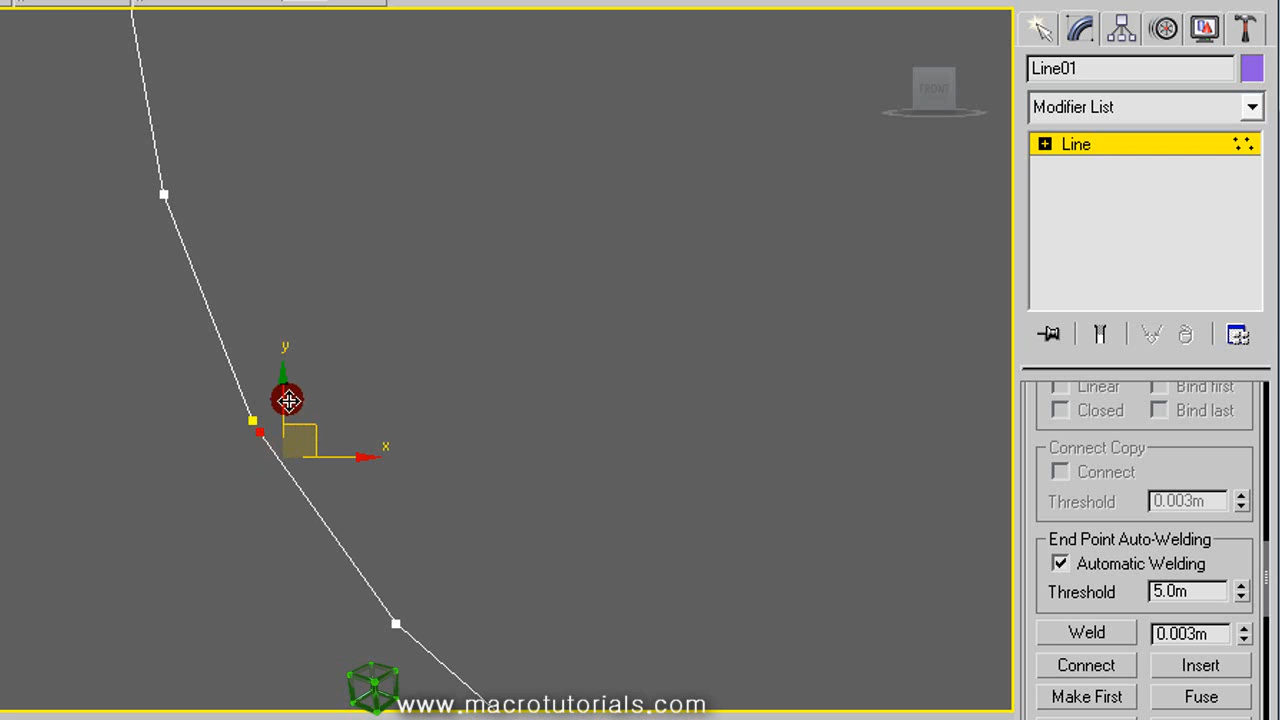 Line01
FRONT
Modifier List
Line
y
x
Linear Bind first
Closed Bind last
Connect Copy
Connect
Threshold 0.003m
End Point Auto-Welding
Automatic Welding
Threshold 5.0m
Weld 0.003m
Connect Insert
Make First Fuse
www.macrotutorials.com